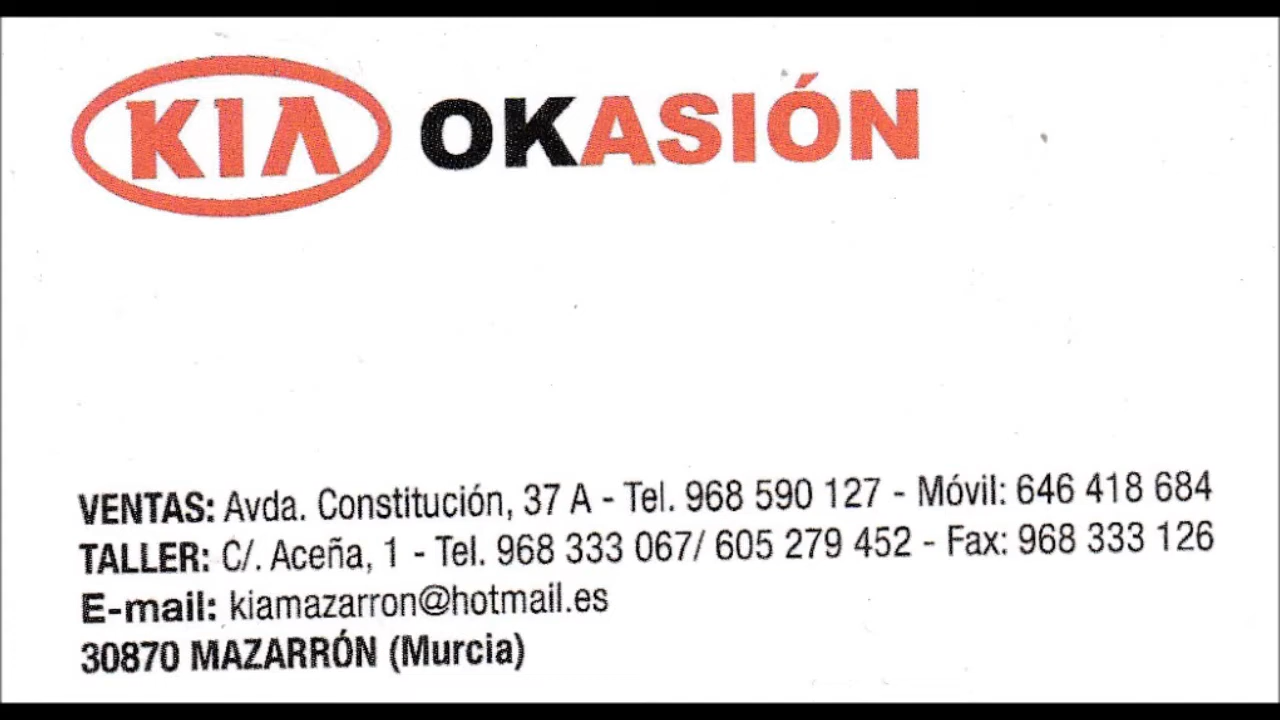 KIA OKASIÓN
VENTAS: Avda. Constitución, 37 A - Tel. 968 590 127 - Móvil: 646 418 684
TALLER: C/. Aceña, 1 - Tel. 968 333 067/ 605 279 452 - Fax: 968 333 126
E-mail: kiamazarron@hotmail.es
30870 MAZARRÓN (Murcia)